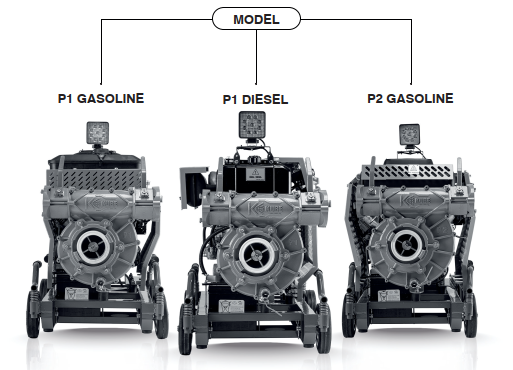 MODEL
P1 GASOLINE
P1 DIESEL
P2 GASOLINE